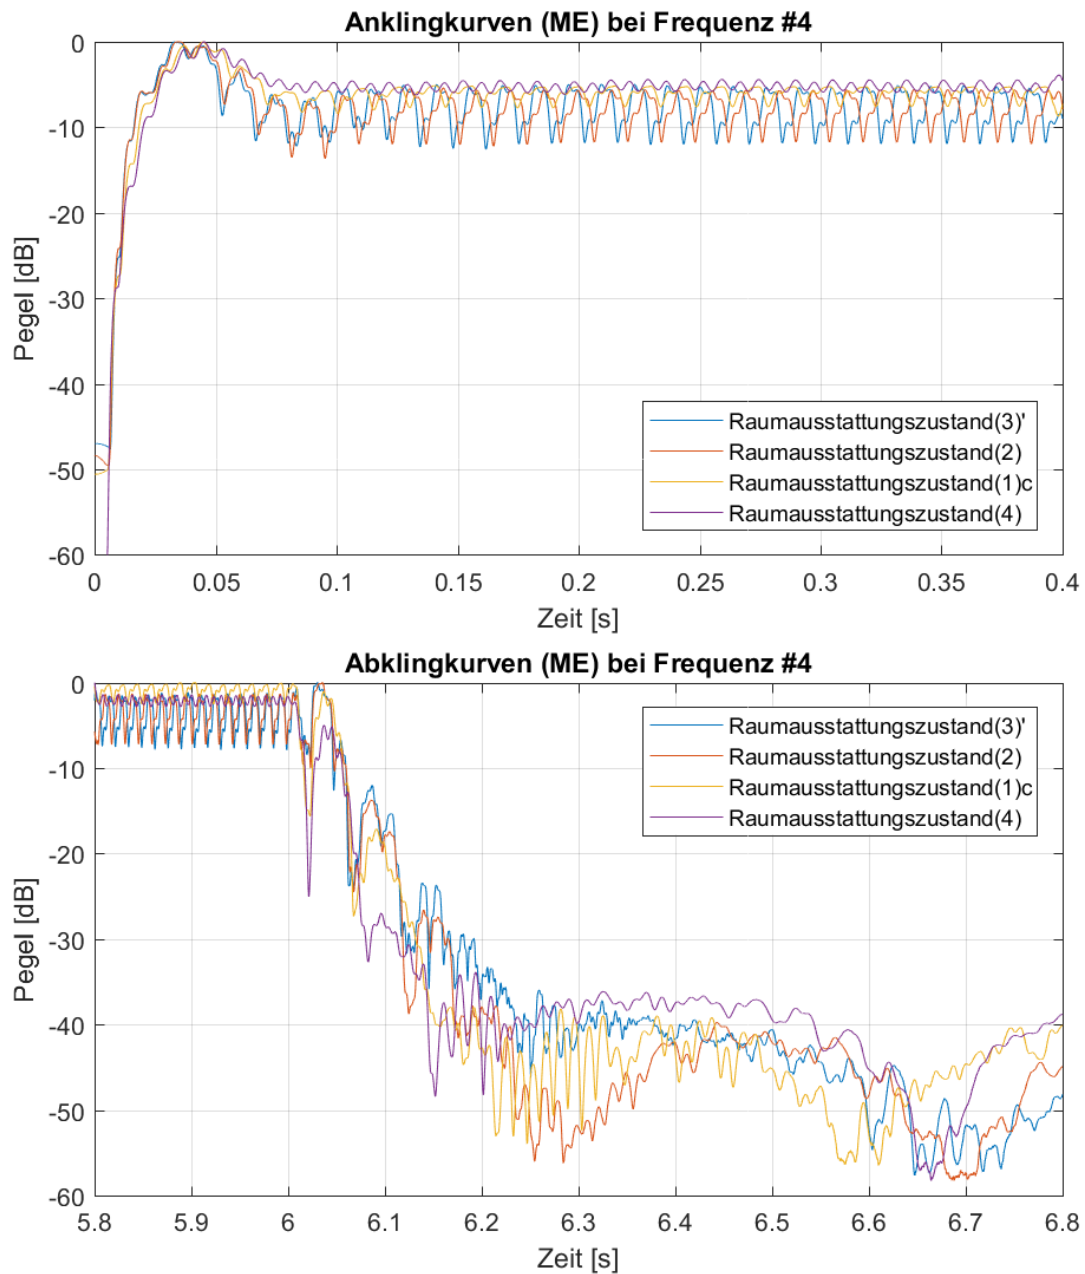 Anklingkurven (ME) bei Frequenz #4
0
-10
-20
-30
-40
-50
-60
Pegel [dB]
Raumausstattungszustand(3)'
Raumausstattungszustand(2)
Raumausstattungszustand(1)c
Raumausstattungszustand(4)
0 0.05 0.1 0.15 0.2 0.25 0.3 0.35 0.4
Zeit [s]
Abklingkurven (ME) bei Frequenz #4
0
-10
-20
-30
-40
-50
-60
Pegel [dB]
Raumausstattungszustand(3)'
Raumausstattungszustand(2)
Raumausstattungszustand(1)c
Raumausstattungszustand(4)
5.8 5.9 6 6.1 6.2 6.3 6.4 6.5 6.6 6.7 6.8
Zeit [s]